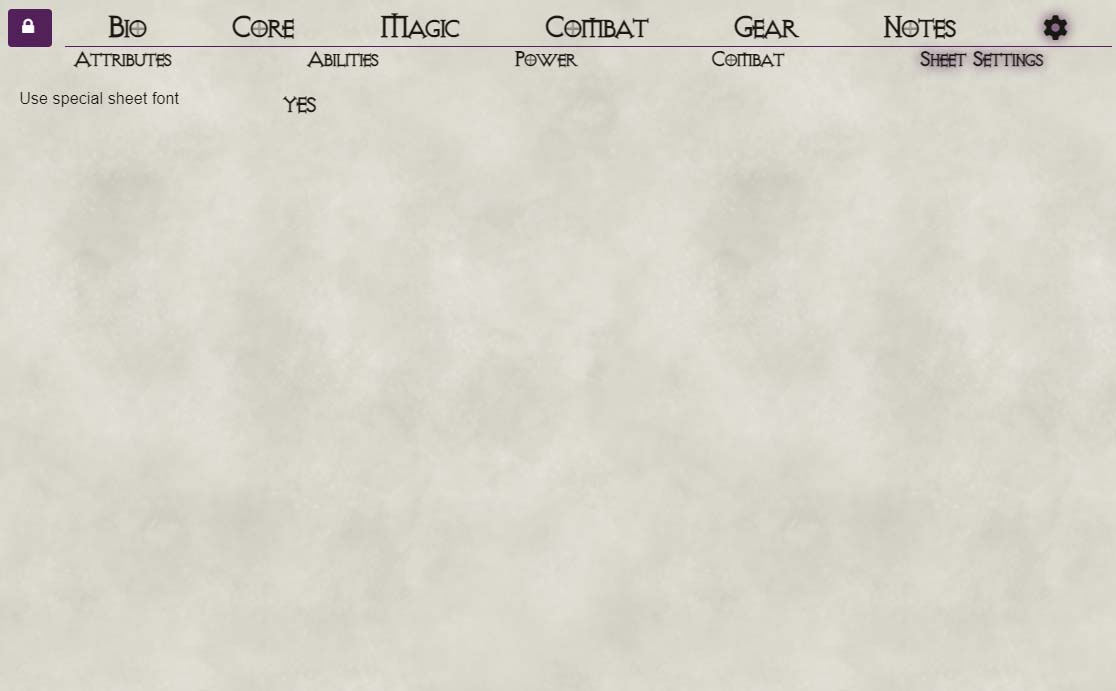 Bio Core Magic Combat Gear Notes
Attributes Abilities Power Combat Sheet Settings
Use special sheet font YES